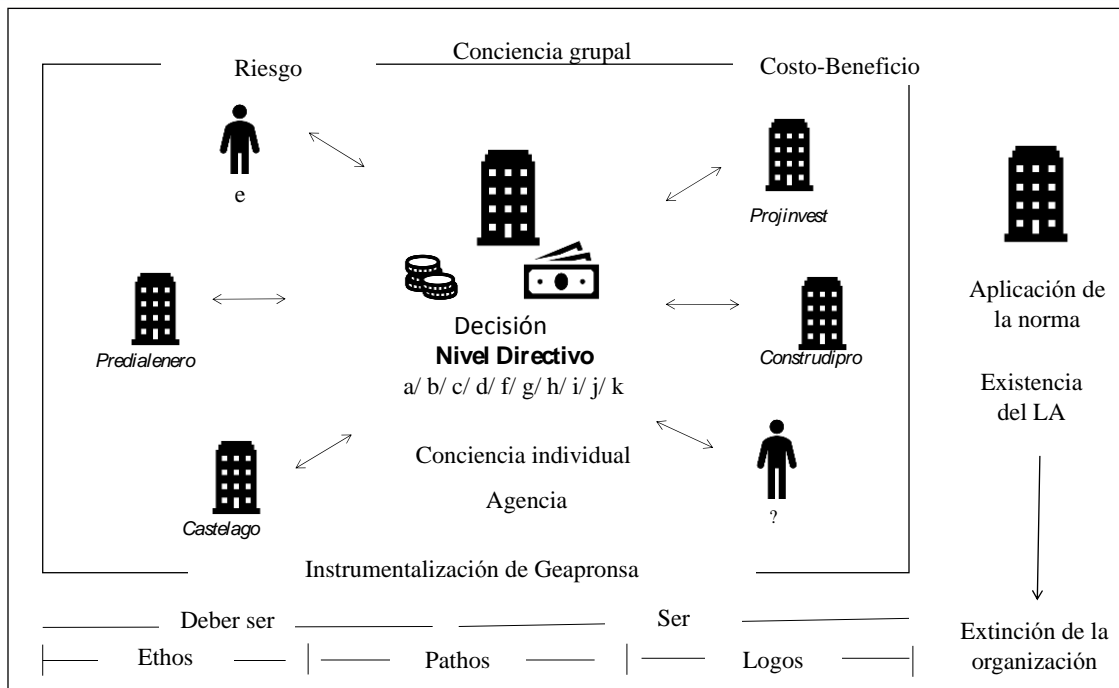 Conciencia grupal
Riesgo
Costo-Beneficio
e
Projinvest
Predialenero
Decisión
Nivel Directivo
a/ b/ c/ d/ f/ g/ h/ i/ j/ k
Construdipro
Aplicación de
la norma
Existencia
del LA
Castelago
Conciencia individual
Agencia
?
Instrumentalización de Geapronsa
Deber ser
Ser
Ethos
Pathos
Logos
Extinción de la
organización